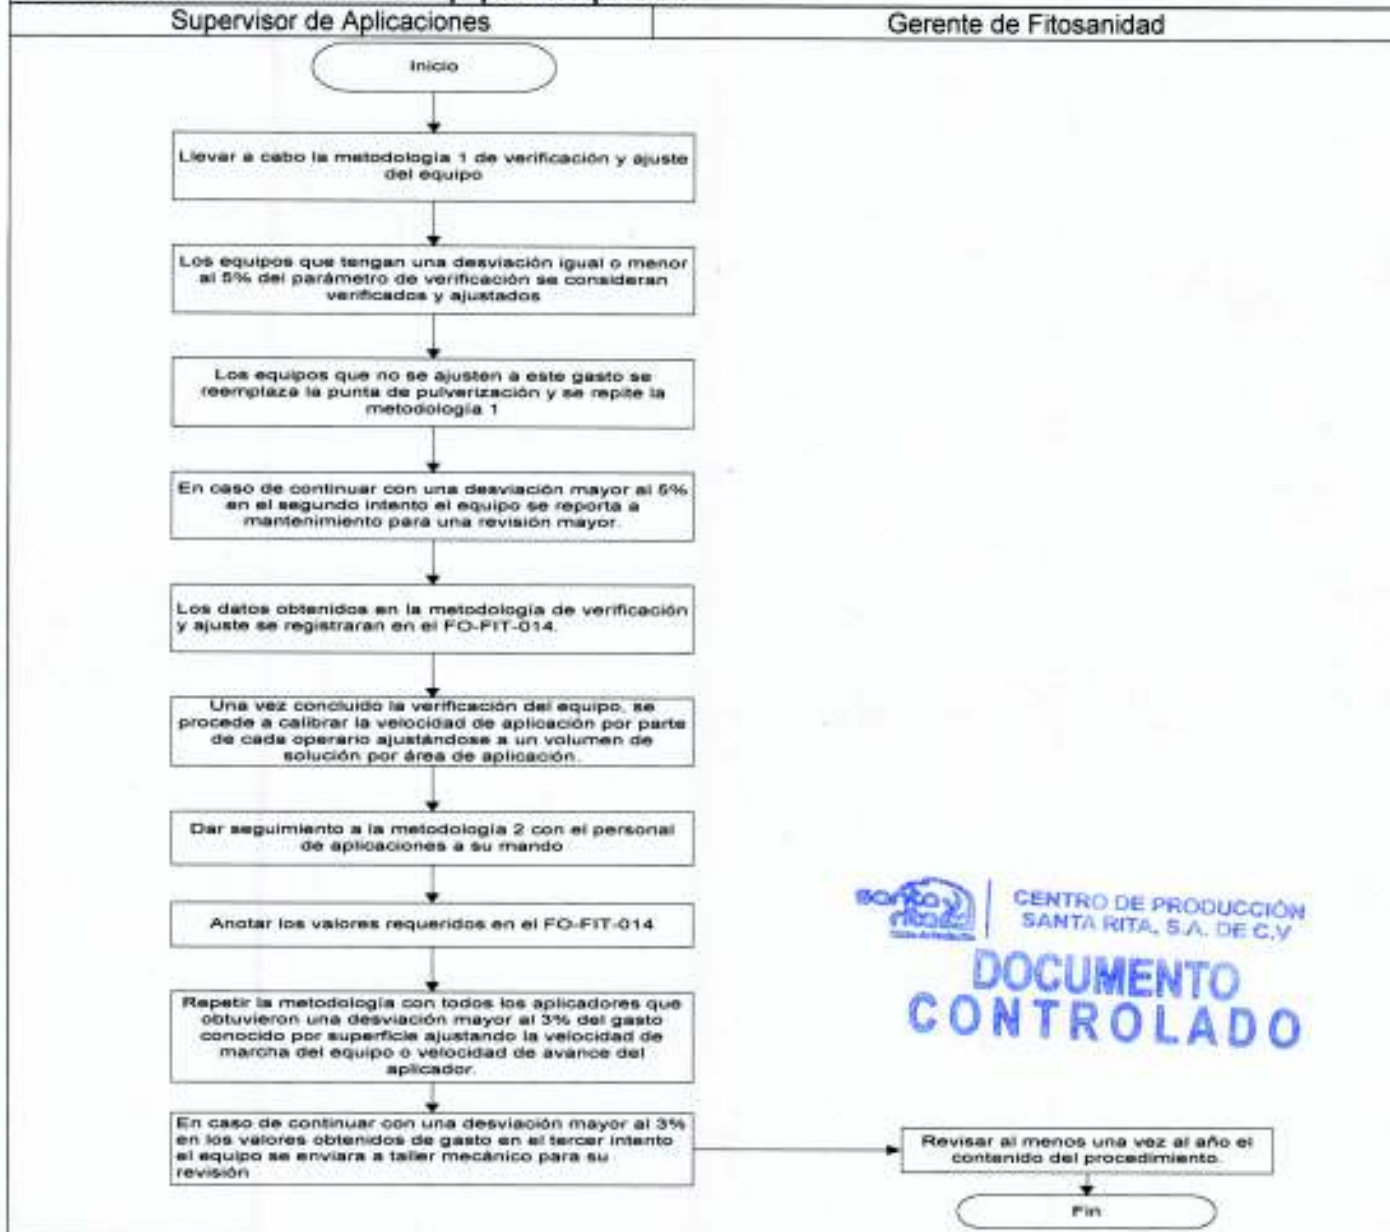 Supervisor de Aplicaciones
Gerente de Fitosanidad
Inicio
Llevar a cabo la metodología 1 de verificación y ajuste
del equipo
Los equipos que tengan una desviación igual o menor
al 5% del parámetro de verificación se consideran
verificados y ajustados
Los equipos que no se ajusten a este gasto se
reemplaza la punta de pulverización y se repite la
metodología 1
En caso de continuar con una desviación mayor al 5%
en el segundo intento el equipo se reporta a
mantenimiento para una revisión mayor.
Los datos obtenidos en la metodología de verificación
y ajuste se registraran en el FO-FIT-014.
Una vez concluido la verificación del equipo, se
procede a calibrar la velocidad de aplicación por parte
de cada operario ajustándose a un volumen de
solución por área de aplicación.
Dar seguimiento a la metodología 2 con el personal
de aplicaciones a su mando
Anotar los valores requeridos en el FO-FIT-014
Repetir la metodología con todos los aplicadores que
obtuvieron una desviación mayor al 3% del gasto
conocido por superficie ajustando la velocidad de
marcha del equipo o velocidad de avance del
aplicador.
En caso de continuar con una desviación mayor al 3%
en los valores obtenidos de gasto en el tercer intento
el equipo se enviara a taller mecánico para su
revisión
Revisar al menos una vez al año el
contenido del procedimiento.
Fin
santa
rita
CENTRO DE PRODUCCIÓN
SANTA RITA, S.A. DE C.V
DOCUMENTO
CONTROLADO